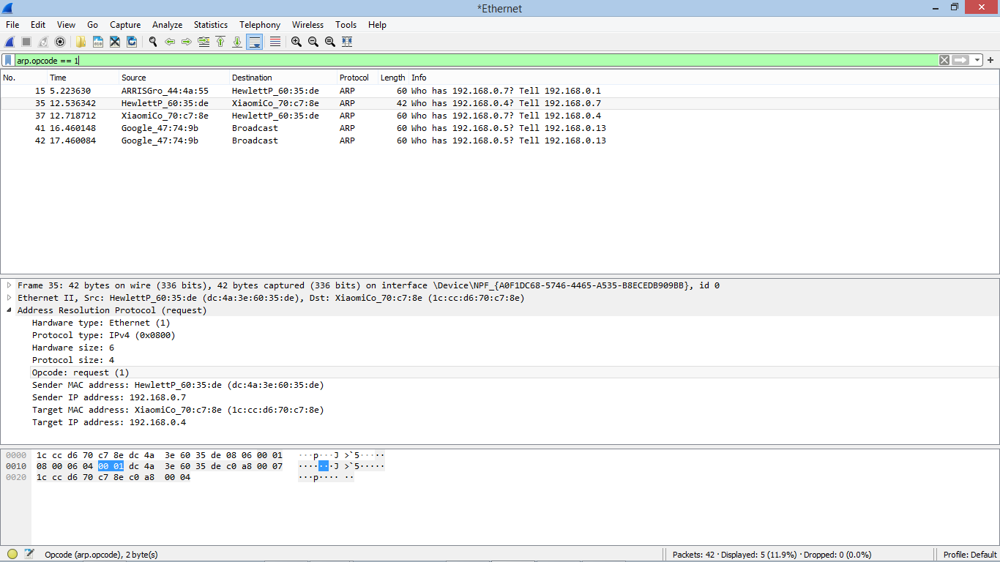 *Ethernet
File Edit View Go Capture Analyze Statistics Telephony Wireless Tools Help
arp.opcode == 1
No. Time Source Destination Protocol Length Info
15 5.223630 ARRISGro_44:4a:55 HewlettP_60:35:de ARP 60 Who has 192.168.0.7? Tell 192.168.0.1
35 12.536342 HewlettP_60:35:de XiaomiCo_70:c7:8e ARP 42 Who has 192.168.0.4? Tell 192.168.0.7
37 12.718712 XiaomiCo_70:c7:8e HewlettP_60:35:de ARP 60 Who has 192.168.0.7? Tell 192.168.0.4
41 16.460148 Google_47:74:9b Broadcast ARP 60 Who has 192.168.0.5? Tell 192.168.0.13
42 17.460084 Google_47:74:9b Broadcast ARP 60 Who has 192.168.0.5? Tell 192.168.0.13
Frame 35: 42 bytes on wire (336 bits), 42 bytes captured (336 bits) on interface \Device\NPF_{A0F1DC68-5746-4465-A535-B8ECEDB909BB}, id 0
Ethernet II, Src: HewlettP_60:35:de (dc:4a:3e:60:35:de), Dst: XiaomiCo_70:c7:8e (1c:cc:d6:70:c7:8e)
Address Resolution Protocol (request)
Hardware type: Ethernet (1)
Protocol type: IPv4 (0x0800)
Hardware size: 6
Protocol size: 4
Opcode: request (1)
Sender MAC address: HewlettP_60:35:de (dc:4a:3e:60:35:de)
Sender IP address: 192.168.0.7
Target MAC address: XiaomiCo_70:c7:8e (1c:cc:d6:70:c7:8e)
Target IP address: 192.168.0.4
0000 1c cc d6 70 c7 8e dc 4a 3e 60 35 de 08 06 00 01 ···p···J >`5·····
0010 08 00 06 04 00 01 dc 4a 3e 60 35 de c0 a8 00 07 ·······J >`5·····
0020 1c cc d6 70 c7 8e c0 a8 00 04 ···p···· ··
Opcode (arp.opcode), 2 byte(s)
Packets: 42 · Displayed: 5 (11.9%) · Dropped: 0 (0.0%)
Profile: Default